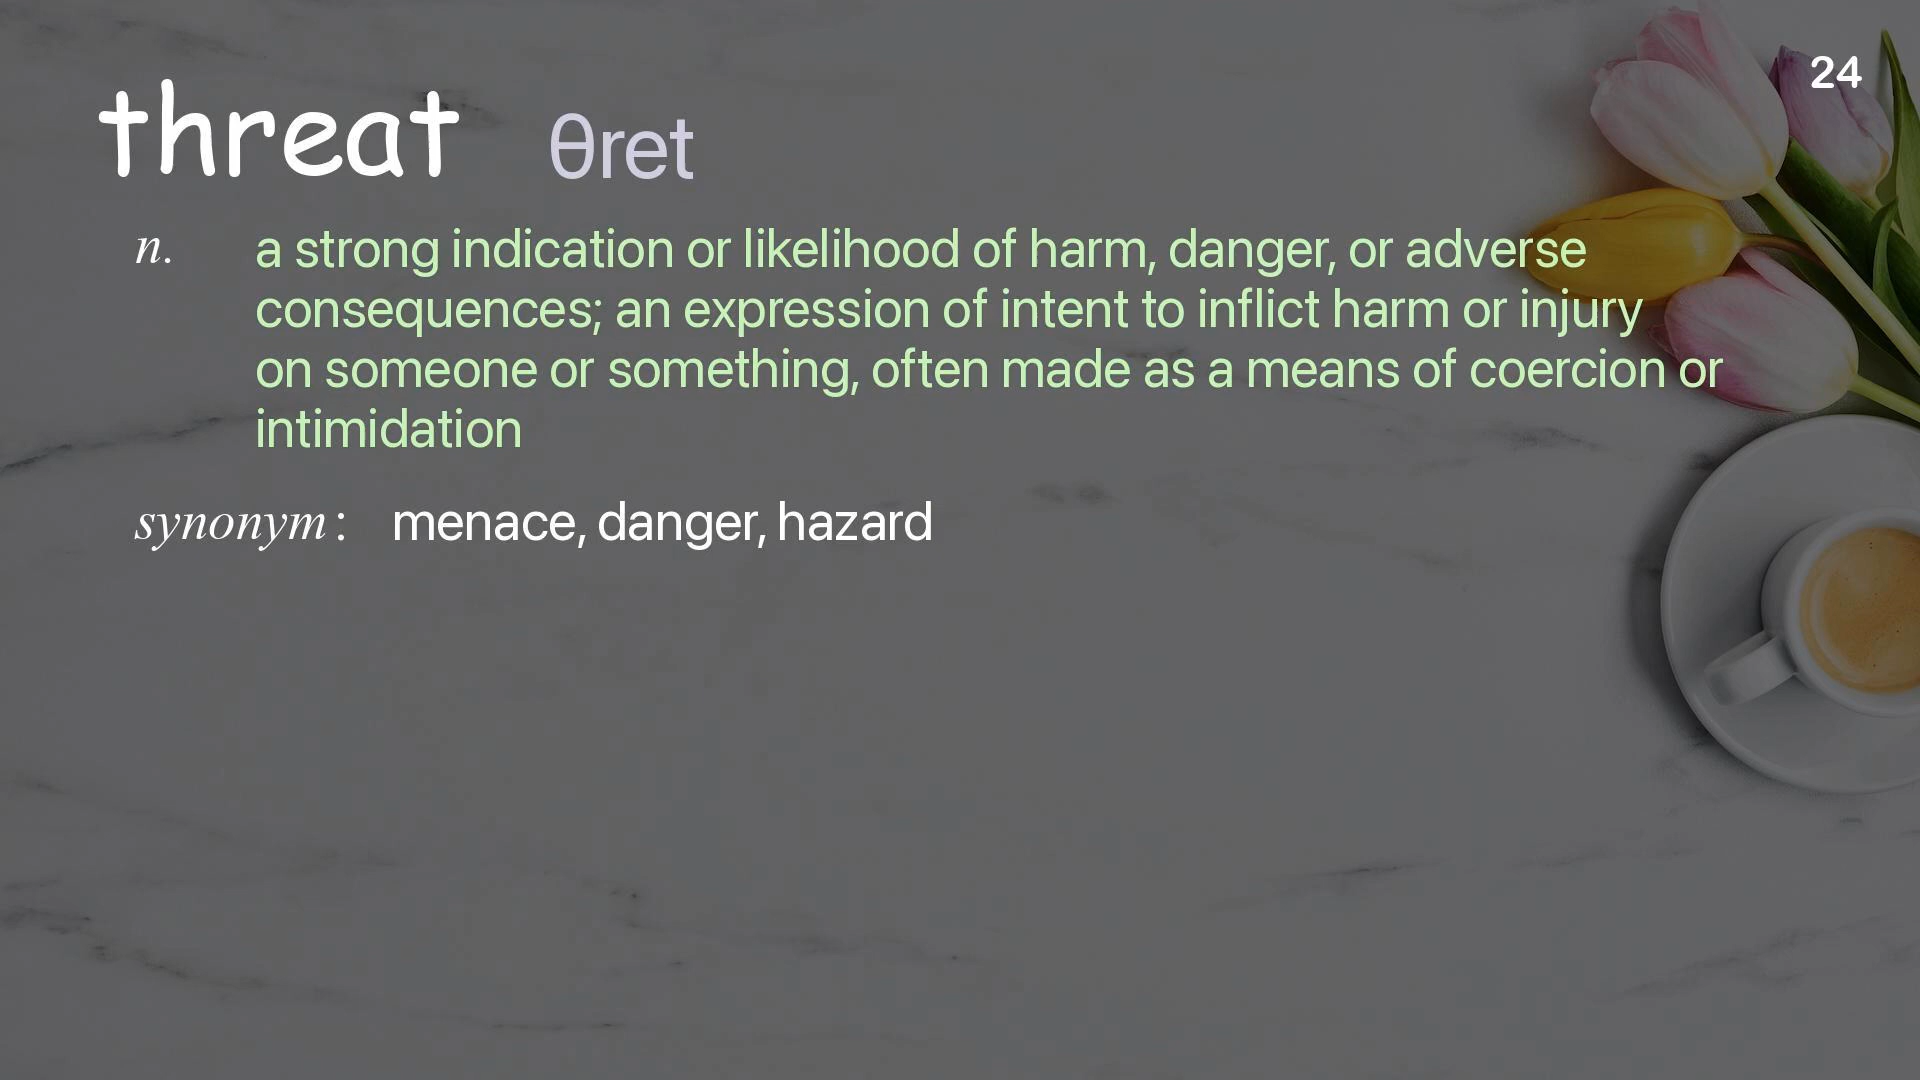 24
threat θret
n. a strong indication or likelihood of harm, danger, or adverse
consequences; an expression of intent to inflict harm or injury
on someone or something, often made as a means of coercion or
intimidation
synonym: menace, danger, hazard